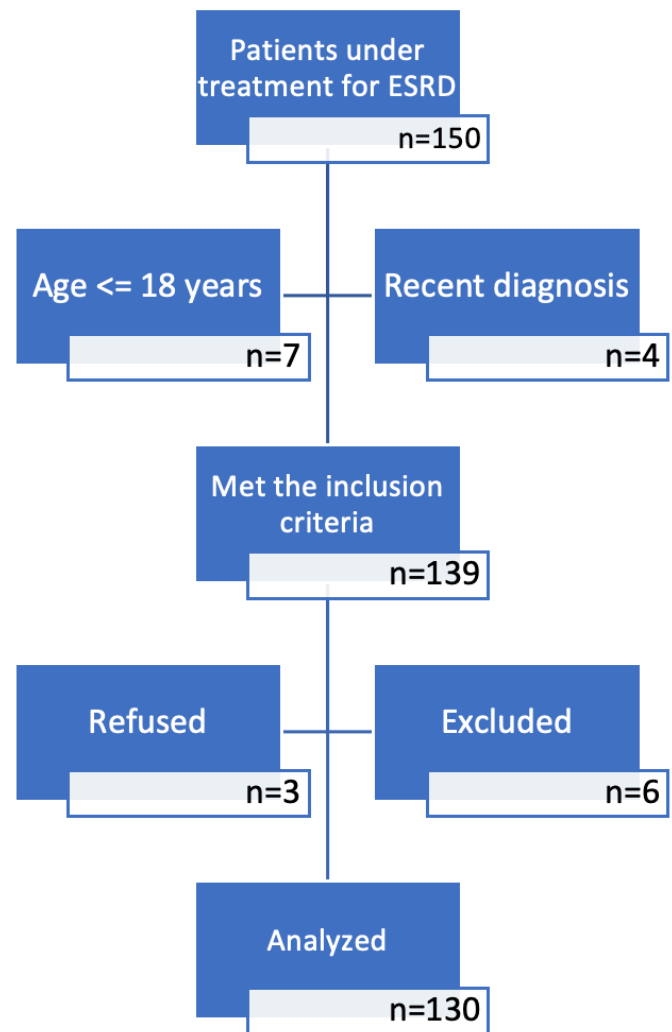 Patients under
treatment for ESRD
n=150
Age <= 18 years
n=7
Recent diagnosis
n=4
Met the inclusion
criteria
n=139
Refused
n=3
Excluded
n=6
Analyzed
n=130